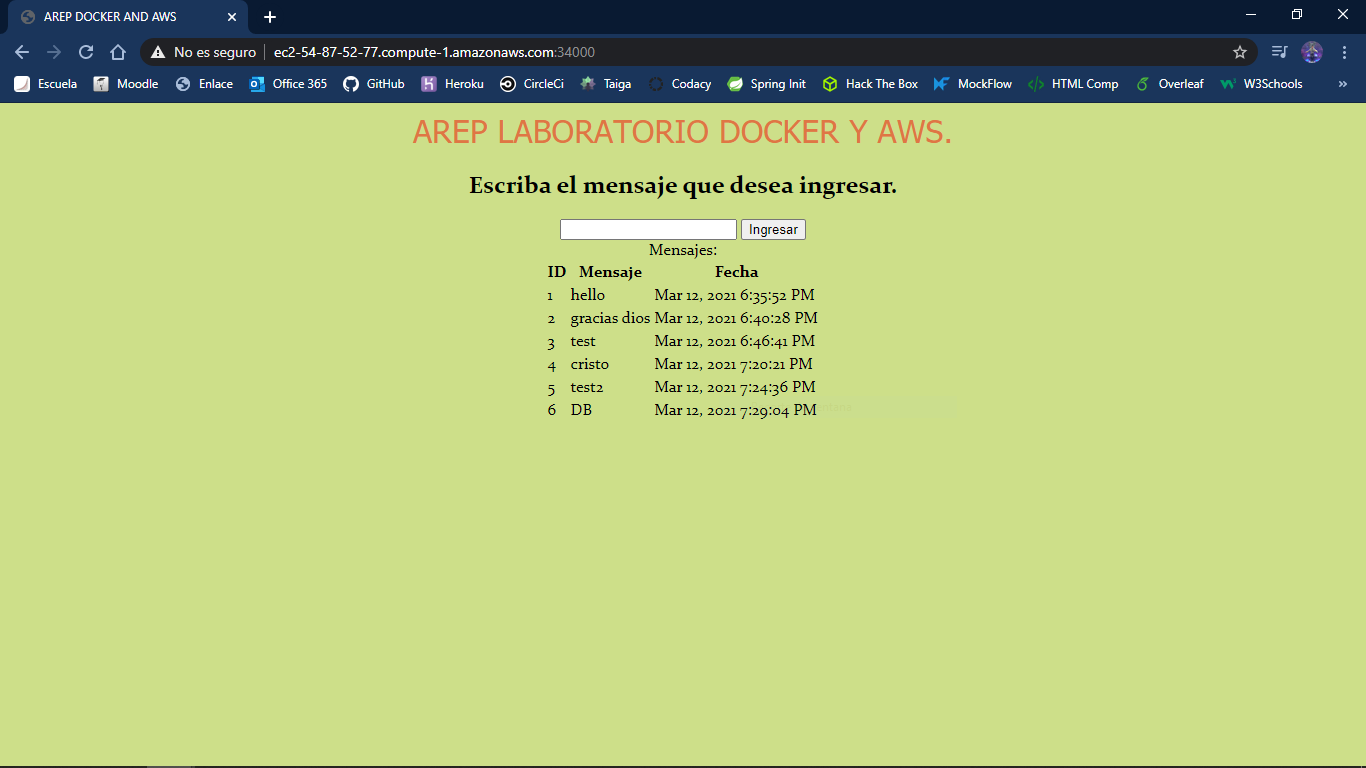 AREP DOCKER AND AWS
No es seguro ec2-54-87-52-77.compute-1.amazonaws.com:34000
Escuela Moodle Enlace Office 365 GitHub Heroku CircleCi Taiga Codacy Spring Init Hack The Box MockFlow HTML Comp Overleaf W3Schools »
AREP LABORATORIO DOCKER Y AWS.
Escriba el mensaje que desea ingresar.
Ingresar
Mensajes:
ID Mensaje Fecha
1 hello Mar 12, 2021 6:35:52 PM
2 gracias dios Mar 12, 2021 6:40:28 PM
3 test Mar 12, 2021 6:46:41 PM
4 cristo Mar 12, 2021 7:20:21 PM
5 test2 Mar 12, 2021 7:24:36 PM
6 DB Mar 12, 2021 7:29:04 PM